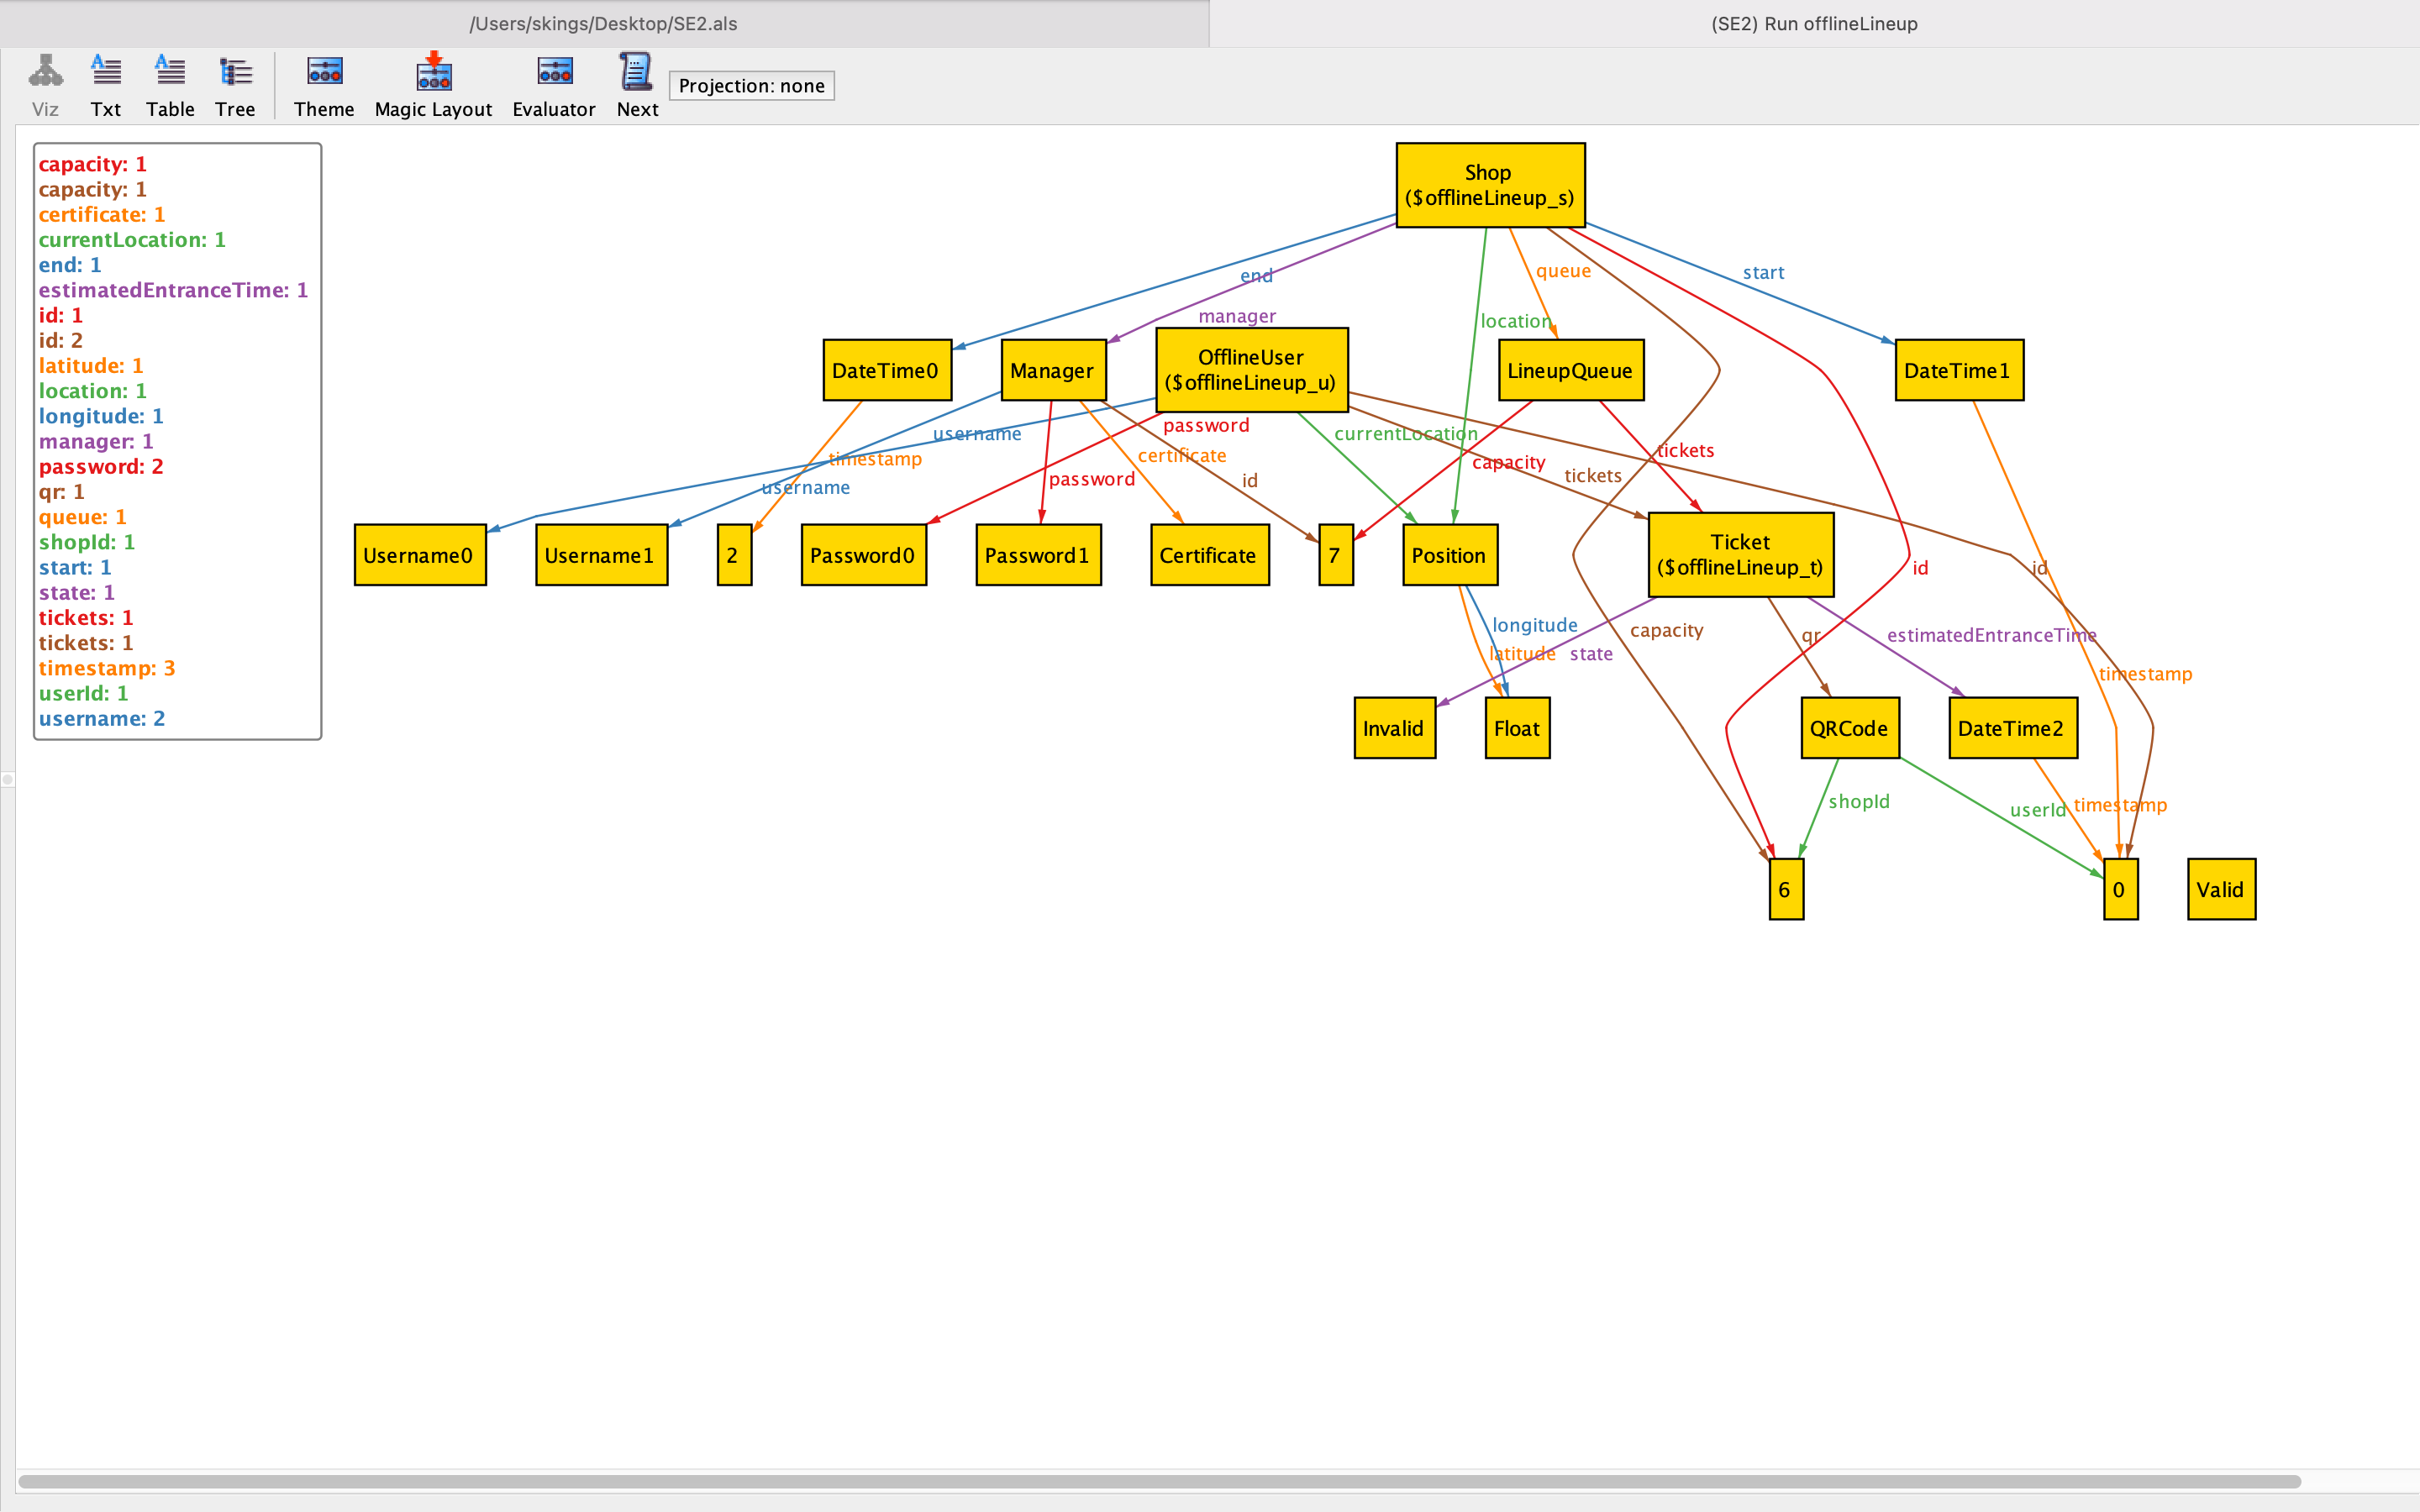 /Users/skings/Desktop/SE2.als
(SE2) Run offlineLineup
Viz
Txt
Table
Tree
Theme
Magic Layout
Evaluator
Next
Projection: none
capacity: 1
capacity: 1
certificate: 1
currentLocation: 1
end: 1
estimatedEntranceTime: 1
id: 1
id: 2
latitude: 1
location: 1
longitude: 1
manager: 1
password: 2
qr: 1
queue: 1
shopId: 1
start: 1
state: 1
tickets: 1
tickets: 1
timestamp: 3
userId: 1
username: 2
Shop
($offlineLineup_s)
end
queue
start
manager
location
DateTime0
Manager
OfflineUser
($offlineLineup_u)
LineupQueue
DateTime1
username
password
currentLocation
timestamp
certificate
capacity
tickets
username
password
id
tickets
Username0
Username1
2
Password0
Password1
Certificate
7
Position
Ticket
($offlineLineup_t)
id
id
longitude
capacity
qr
estimatedEntranceTime
latitude
state
timestamp
Invalid
Float
QRCode
DateTime2
shopId
userId
timestamp
6
0
Valid